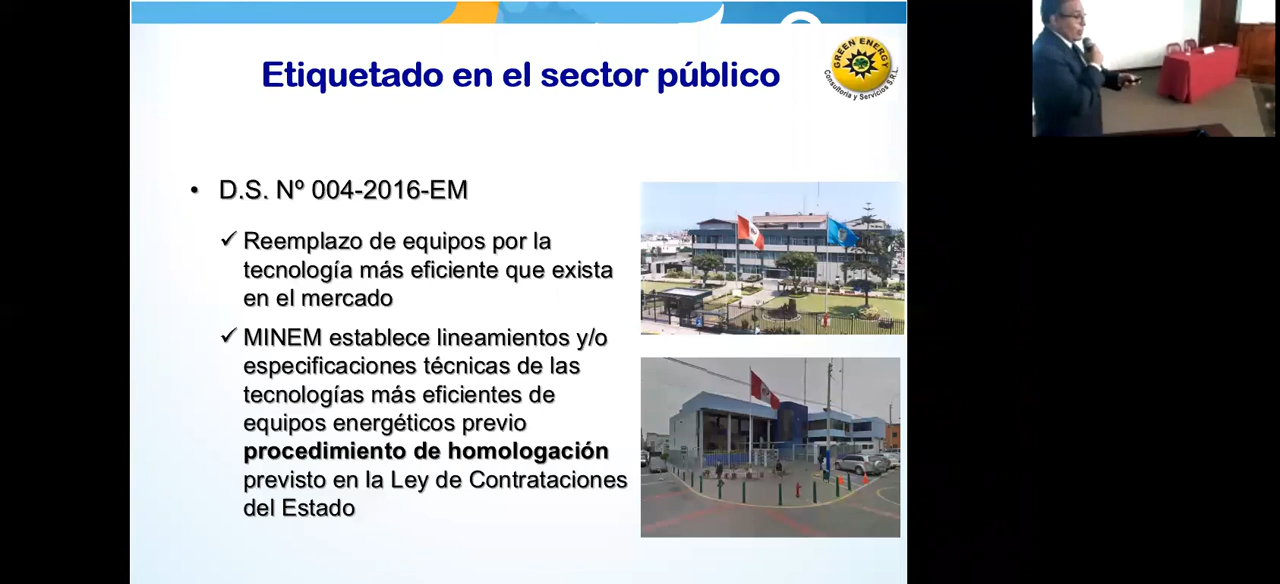 Etiquetado en el sector público
GREEN ENERGY
Consultoría y Servicios S.R.L.
• D.S. Nº 004-2016-EM
✓ Reemplazo de equipos por la
tecnología más eficiente que exista
en el mercado
✓ MINEM establece lineamientos y/o
especificaciones técnicas de las
tecnologías más eficientes de
equipos energéticos previo
procedimiento de homologación
previsto en la Ley de Contrataciones
del Estado